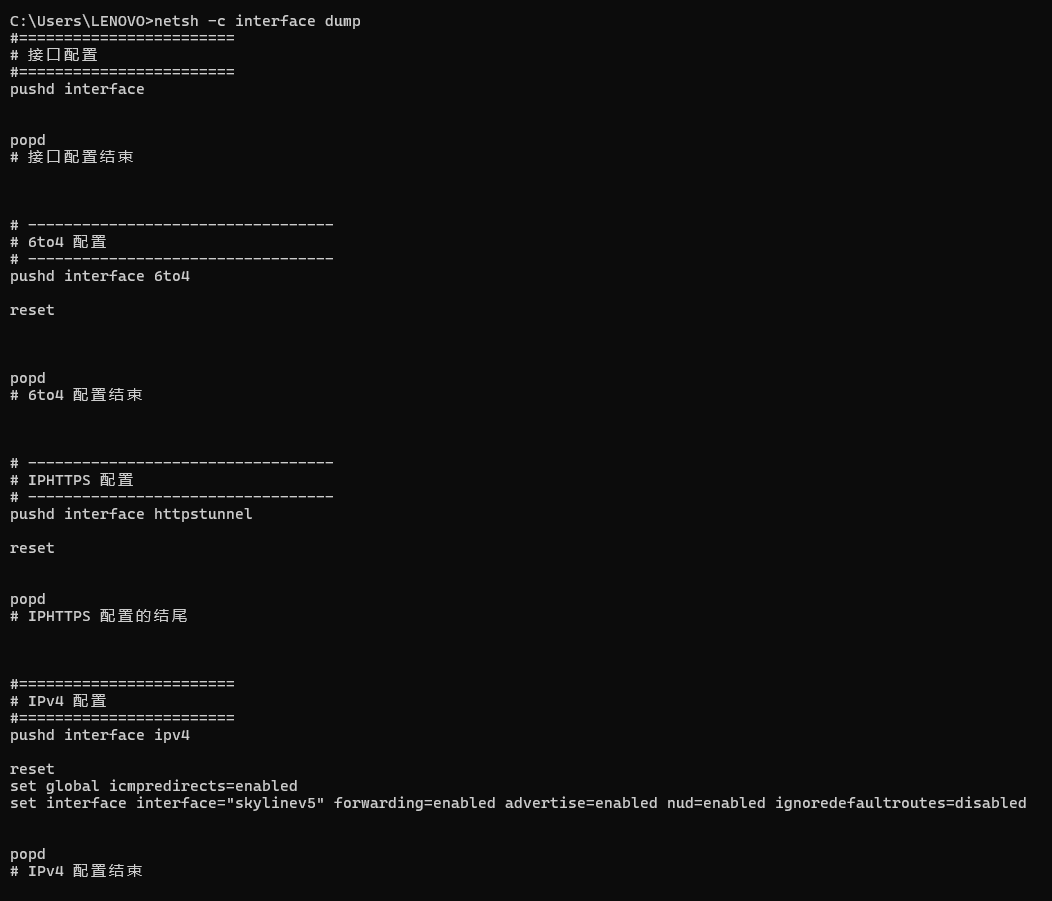 C:\Users\LENOVO>netsh -c interface dump
#========================
# 接口配置
#========================
pushd interface
popd
# 接口配置结束
# ----------------------------------
# 6to4 配置
# ----------------------------------
pushd interface 6to4
reset
popd
# 6to4 配置结束
# ----------------------------------
# IPHTTPS 配置
# ----------------------------------
pushd interface httpstunnel
reset
popd
# IPHTTPS 配置的结尾
#========================
# IPv4 配置
#========================
pushd interface ipv4
reset
set global icmpredirects=enabled
set interface interface="skylinev5" forwarding=enabled advertise=enabled nud=enabled ignoredefaultroutes=disabled
popd
# IPv4 配置结束